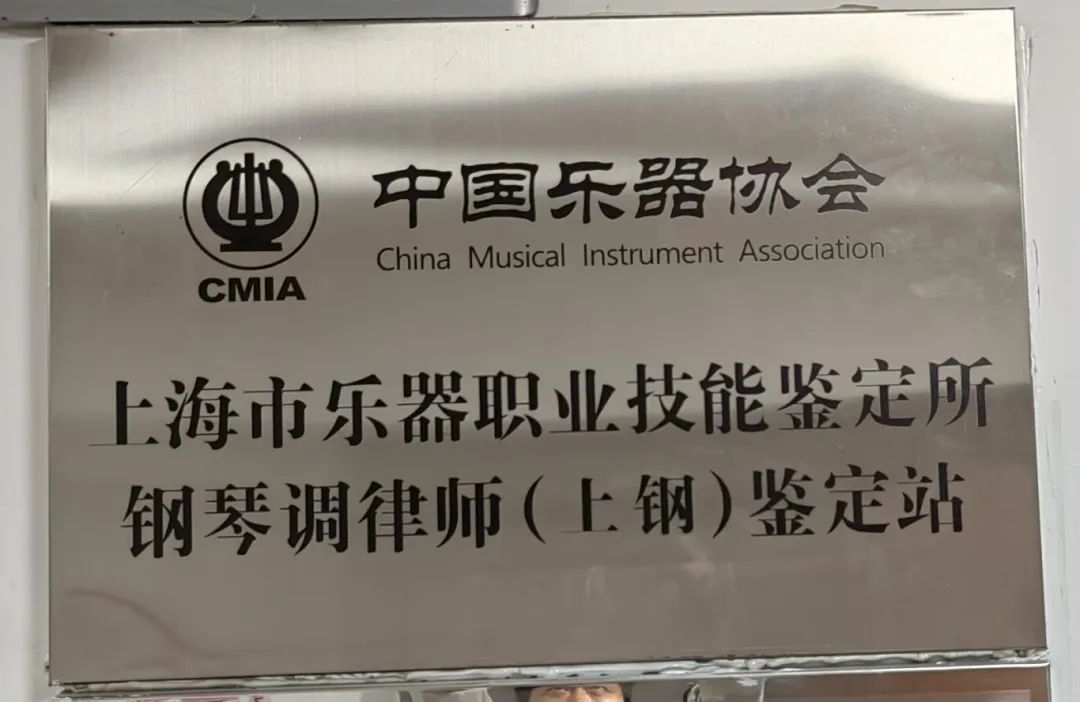 中国乐器协会
China Musical Instrument Association
CMIA
上海市乐器职业技能鉴定所
钢琴调律师(上钢)鉴定站